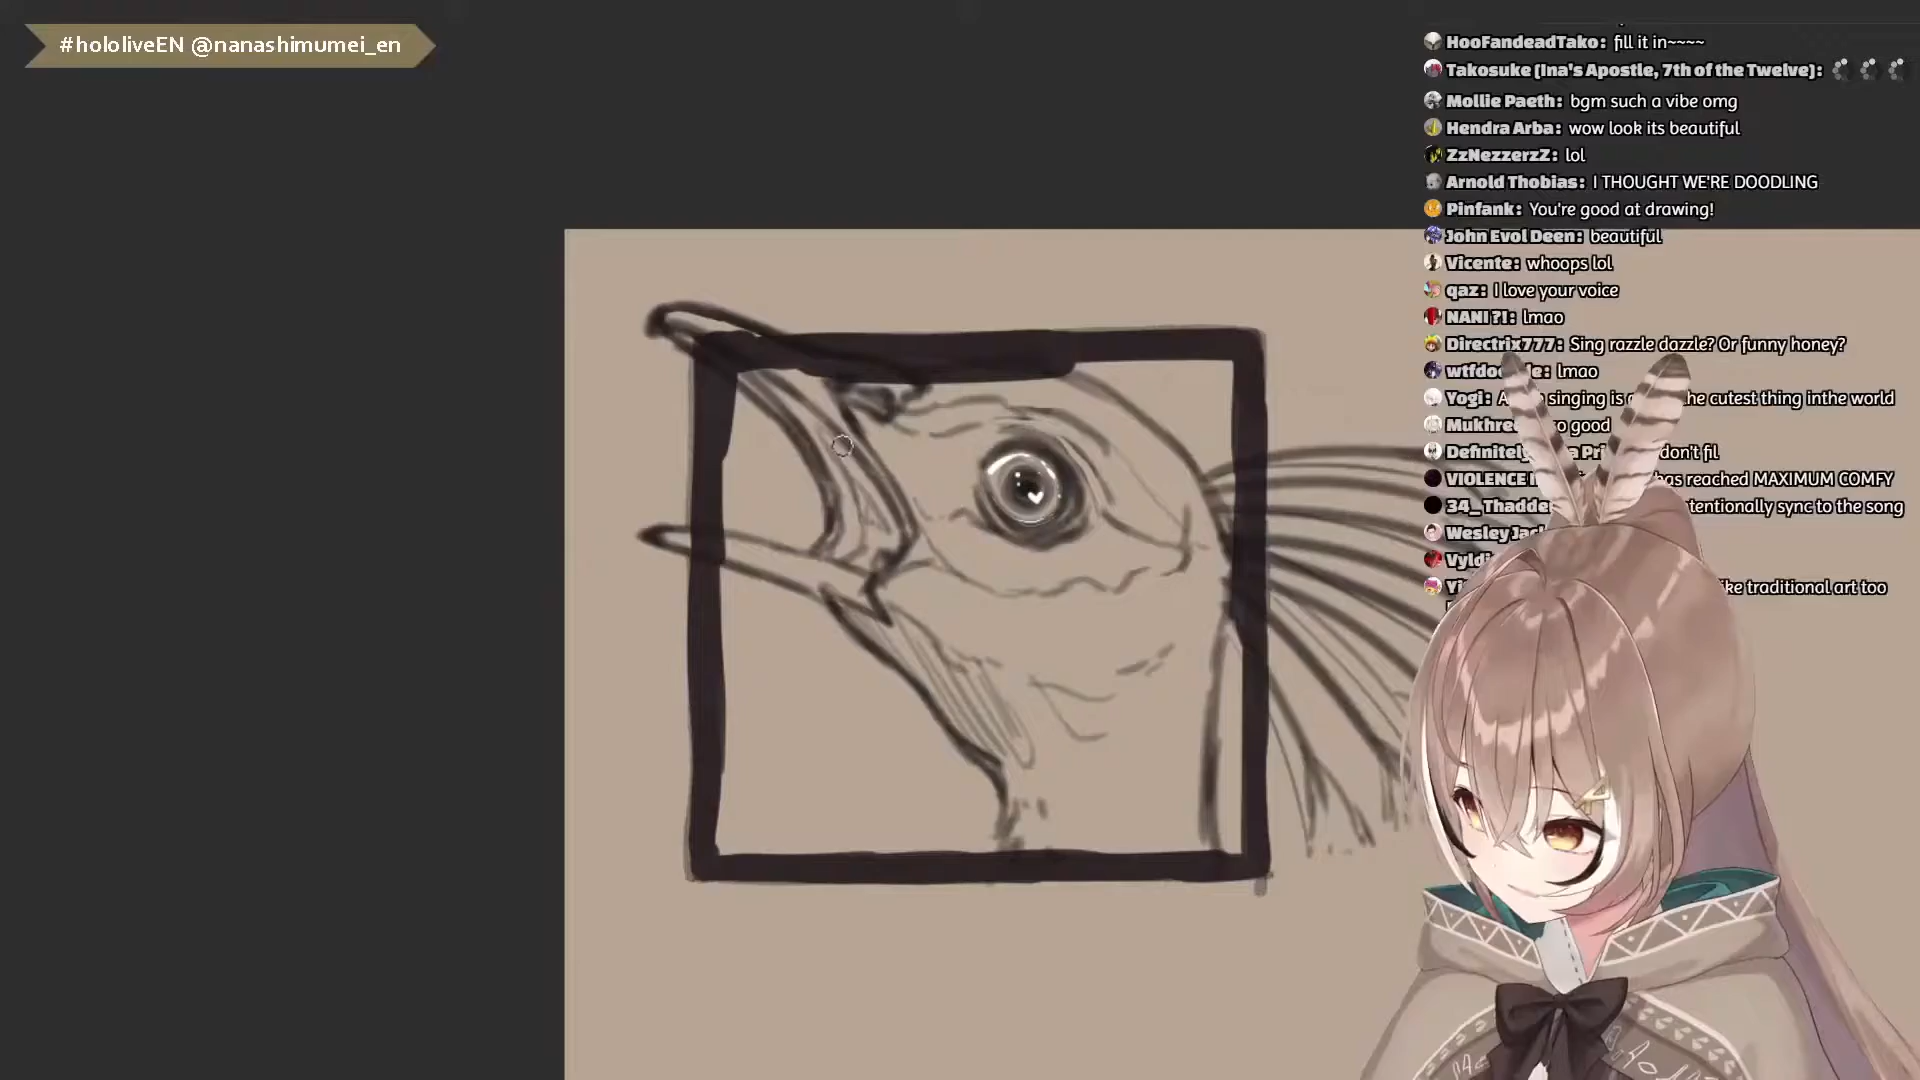 #hololiveEN @nanashimumei_en
HooFandeadTako: fill it in~~~~
Takosuke (Ina's Apostle, 7th of the Twelve):
Mollie Paeth: bgm such a vibe omg
Hendra Arba: wow look its beautiful
ZzNezzerzZ: lol
Arnold Thobias: I THOUGHT WE'RE DOODLING
Pinfank: You're good at drawing!
John Evol Deen: beautiful
Vicente: whoops lol
qaz: I love your voice
NANI ?!: lmao
Directrix777: Sing razzle dazzle? Or funny honey?
lmao
Yogi: singing is the cutest thing inthe world
good
don't fil
VIOLENCE has reached MAXIMUM COMFY
34_ to the song
Wesley
traditional art too